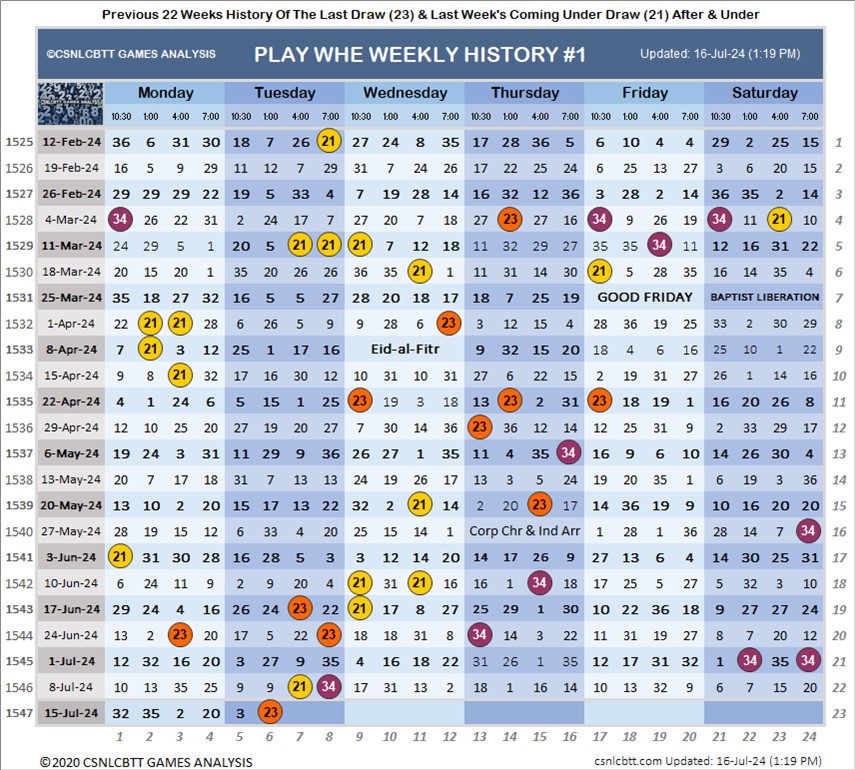 Previous 22 Weeks History Of The Last Draw (23) & Last Week's Coming Under Draw (21) After & Under
©CSNLCBTT GAMES ANALYSIS PLAY WHE WEEKLY HISTORY #1 Updated: 16-Jul-24 (1:19 PM)
CSNLCBTT GAMES ANALYSIS Monday Tuesday Wednesday Thursday Friday Saturday
10:30 1:00 4:00 7:00 10:30 1:00 4:00 7:00 10:30 1:00 4:00 7:00 10:30 1:00 4:00 7:00 10:30 1:00 4:00 7:00 10:30 1:00 4:00 7:00
1525 12-Feb-24 36 6 31 30 18 7 26 21 27 24 8 35 17 28 36 5 6 10 4 4 29 2 25 15 1
1526 19-Feb-24 16 5 9 29 11 12 7 29 31 7 24 26 17 22 25 24 6 25 13 27 3 6 20 15 2
1527 26-Feb-24 29 29 29 22 19 5 33 4 7 19 28 14 16 32 12 36 3 28 2 14 36 35 2 14 3
1528 4-Mar-24 34 26 22 31 2 24 17 7 27 20 7 18 27 23 27 16 34 9 26 19 34 11 21 10 4
1529 11-Mar-24 24 29 5 1 20 5 21 21 21 7 12 18 11 32 29 27 35 35 34 11 12 16 31 22 5
1530 18-Mar-24 20 15 20 1 35 20 26 26 36 35 21 1 11 31 14 30 21 5 28 35 16 14 35 4 6
1531 25-Mar-24 35 18 27 32 16 5 5 27 28 20 18 17 18 7 25 19 GOOD FRIDAY BAPTIST LIBERATION 7
1532 1-Apr-24 22 21 21 28 6 26 5 9 9 28 6 23 3 12 14 15 28 36 19 25 33 2 30 29 8
1533 8-Apr-24 7 21 3 12 25 1 17 16 Eid-al-Fitr 9 32 15 20 18 4 6 16 25 10 1 22 9
1534 15-Apr-24 9 8 21 32 17 16 30 12 10 31 10 31 27 6 22 15 2 19 31 27 26 1 14 16 10
1535 22-Apr-24 4 1 24 6 5 15 1 25 23 19 3 18 13 23 2 31 23 18 19 1 16 20 26 8 11
1536 29-Apr-24 12 10 25 20 27 19 20 27 7 30 14 36 23 36 12 14 12 25 31 9 2 33 29 17 12
1537 6-May-24 19 24 3 31 11 29 9 36 26 27 1 35 11 4 35 34 16 9 6 10 14 26 30 4 13
1538 13-May-24 20 7 17 18 31 7 13 13 24 19 26 17 13 3 5 24 19 20 35 1 6 19 3 36 14
1539 20-May-24 13 10 2 20 15 17 13 22 32 2 21 14 2 20 23 17 14 36 19 9 10 16 20 20 15
1540 27-May-24 28 19 15 12 6 33 4 20 25 15 14 1 Corp Chr & Ind Arr 1 28 1 36 28 14 7 34 16
1541 3-Jun-24 21 31 30 28 16 28 5 3 3 12 14 20 14 17 26 9 27 13 6 4 14 30 25 31 17
1542 10-Jun-24 6 24 11 9 2 9 20 4 21 31 21 16 16 1 34 18 17 25 5 27 5 32 3 10 18
1543 17-Jun-24 29 24 4 16 26 24 23 22 21 17 8 27 25 29 1 30 10 22 36 18 9 27 27 24 19
1544 24-Jun-24 13 2 23 20 17 5 22 23 18 18 31 8 34 14 3 22 11 31 19 27 8 7 20 12 20
1545 1-Jul-24 12 32 16 20 3 27 9 35 4 16 18 22 31 26 1 35 12 17 31 32 1 34 35 34 21
1546 8-Jul-24 10 13 35 25 9 9 21 34 17 31 13 2 18 1 16 14 10 13 32 9 6 7 15 20 22
1547 15-Jul-24 32 35 2 20 3 23 23
1 2 3 4 5 6 7 8 9 10 11 12 13 14 15 16 17 18 19 20 21 22 23 24
©2020 CSNLCBTT GAMES ANALYSIS csnlcbtt.com Updated: 16-Jul-24 (1:19 PM)